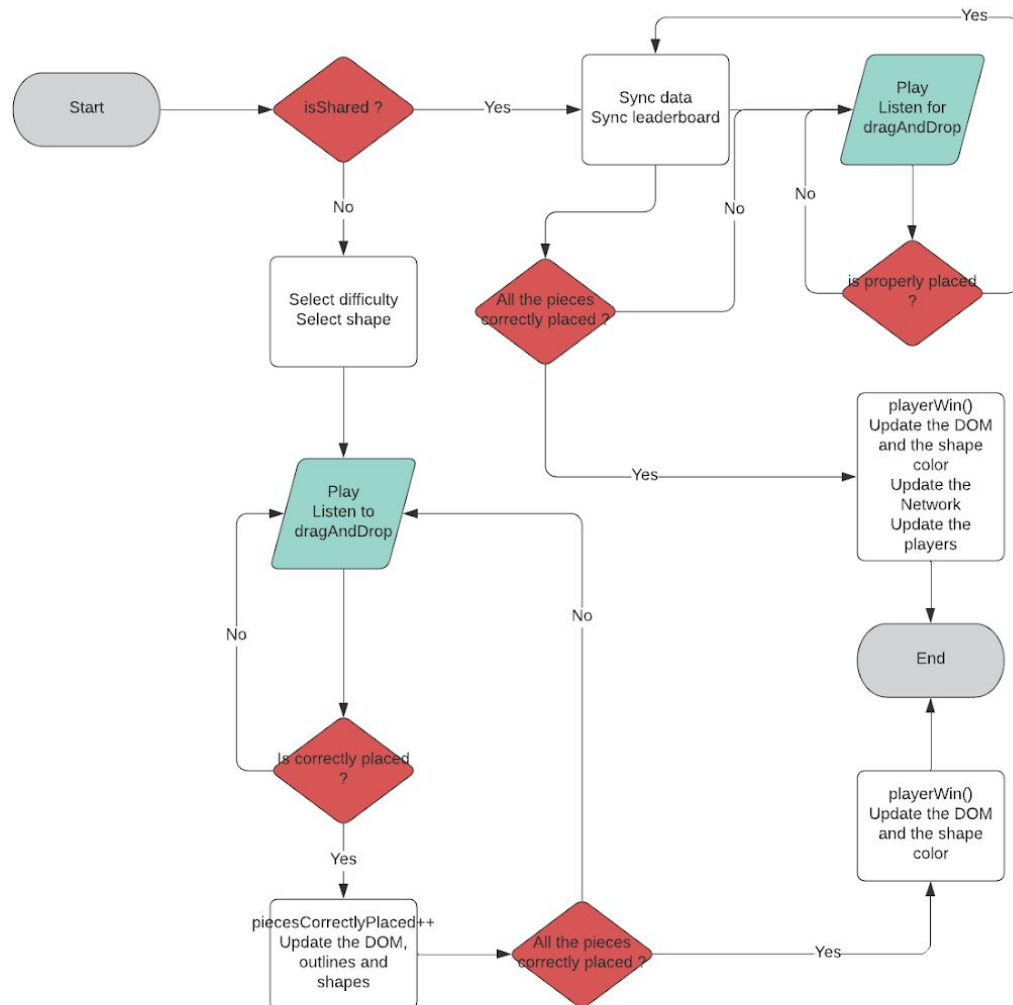 Yes
Start
isShared ?
Yes
Sync data
Sync leaderboard
Play
Listen for
dragAndDrop
No
No
No
Select difficulty
Select shape
All the pieces
correctly placed ?
is properly placed
?
Yes
playerWin()
Update the DOM
and the shape
color
Update the
Network
Update the
players
Play
Listen to
dragAndDrop
No
No
End
Is correctly placed
?
playerWin()
Update the DOM
and the shape
color
Yes
piecesCorrectlyPlaced++
Update the DOM,
outlines and
shapes
All the pieces
correctly placed ?
Yes